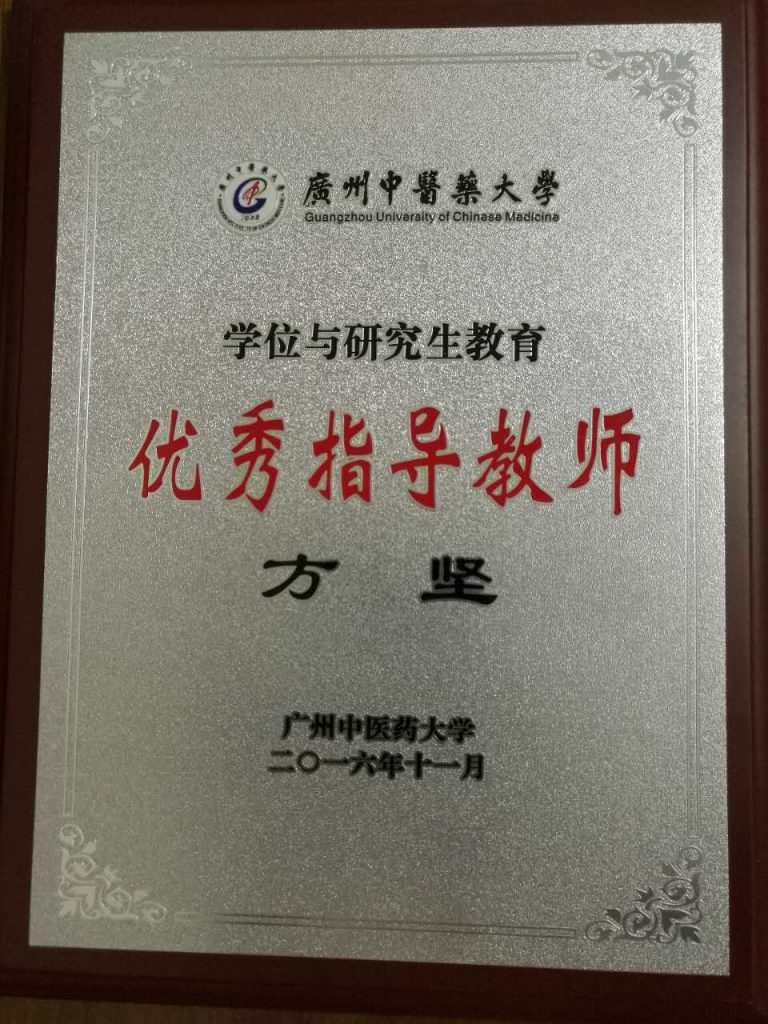 廣州中醫藥大學
Guangzhou University of Chinese Medicine
学位与研究生教育
优秀指导教师
方 坚
广州中医药大学
二〇一六年十一月